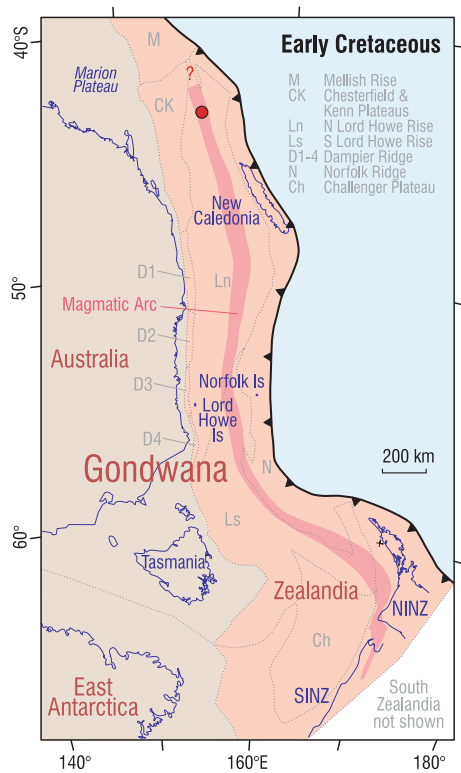 40°S
Early Cretaceous
M Mellish Rise
CK Chesterfield &
Kenn Plateaus
Ln N Lord Howe Rise
Ls S Lord Howe Rise
D1-4 Dampier Ridge
N Norfolk Ridge
Ch Challenger Plateau
M
Marion
Plateau
?
CK
New
Caledonia
D1
Ln
50°
Magmatic Arc
D2
Australia
D3
Norfolk Is
Lord
Howe
Is
D4
200 km
Gondwana
N
Ls
60°
Tasmania
Zealandia
NINZ
Ch
East
Antarctica
SINZ
South
Zealandia
not shown
140°
160°E
180°